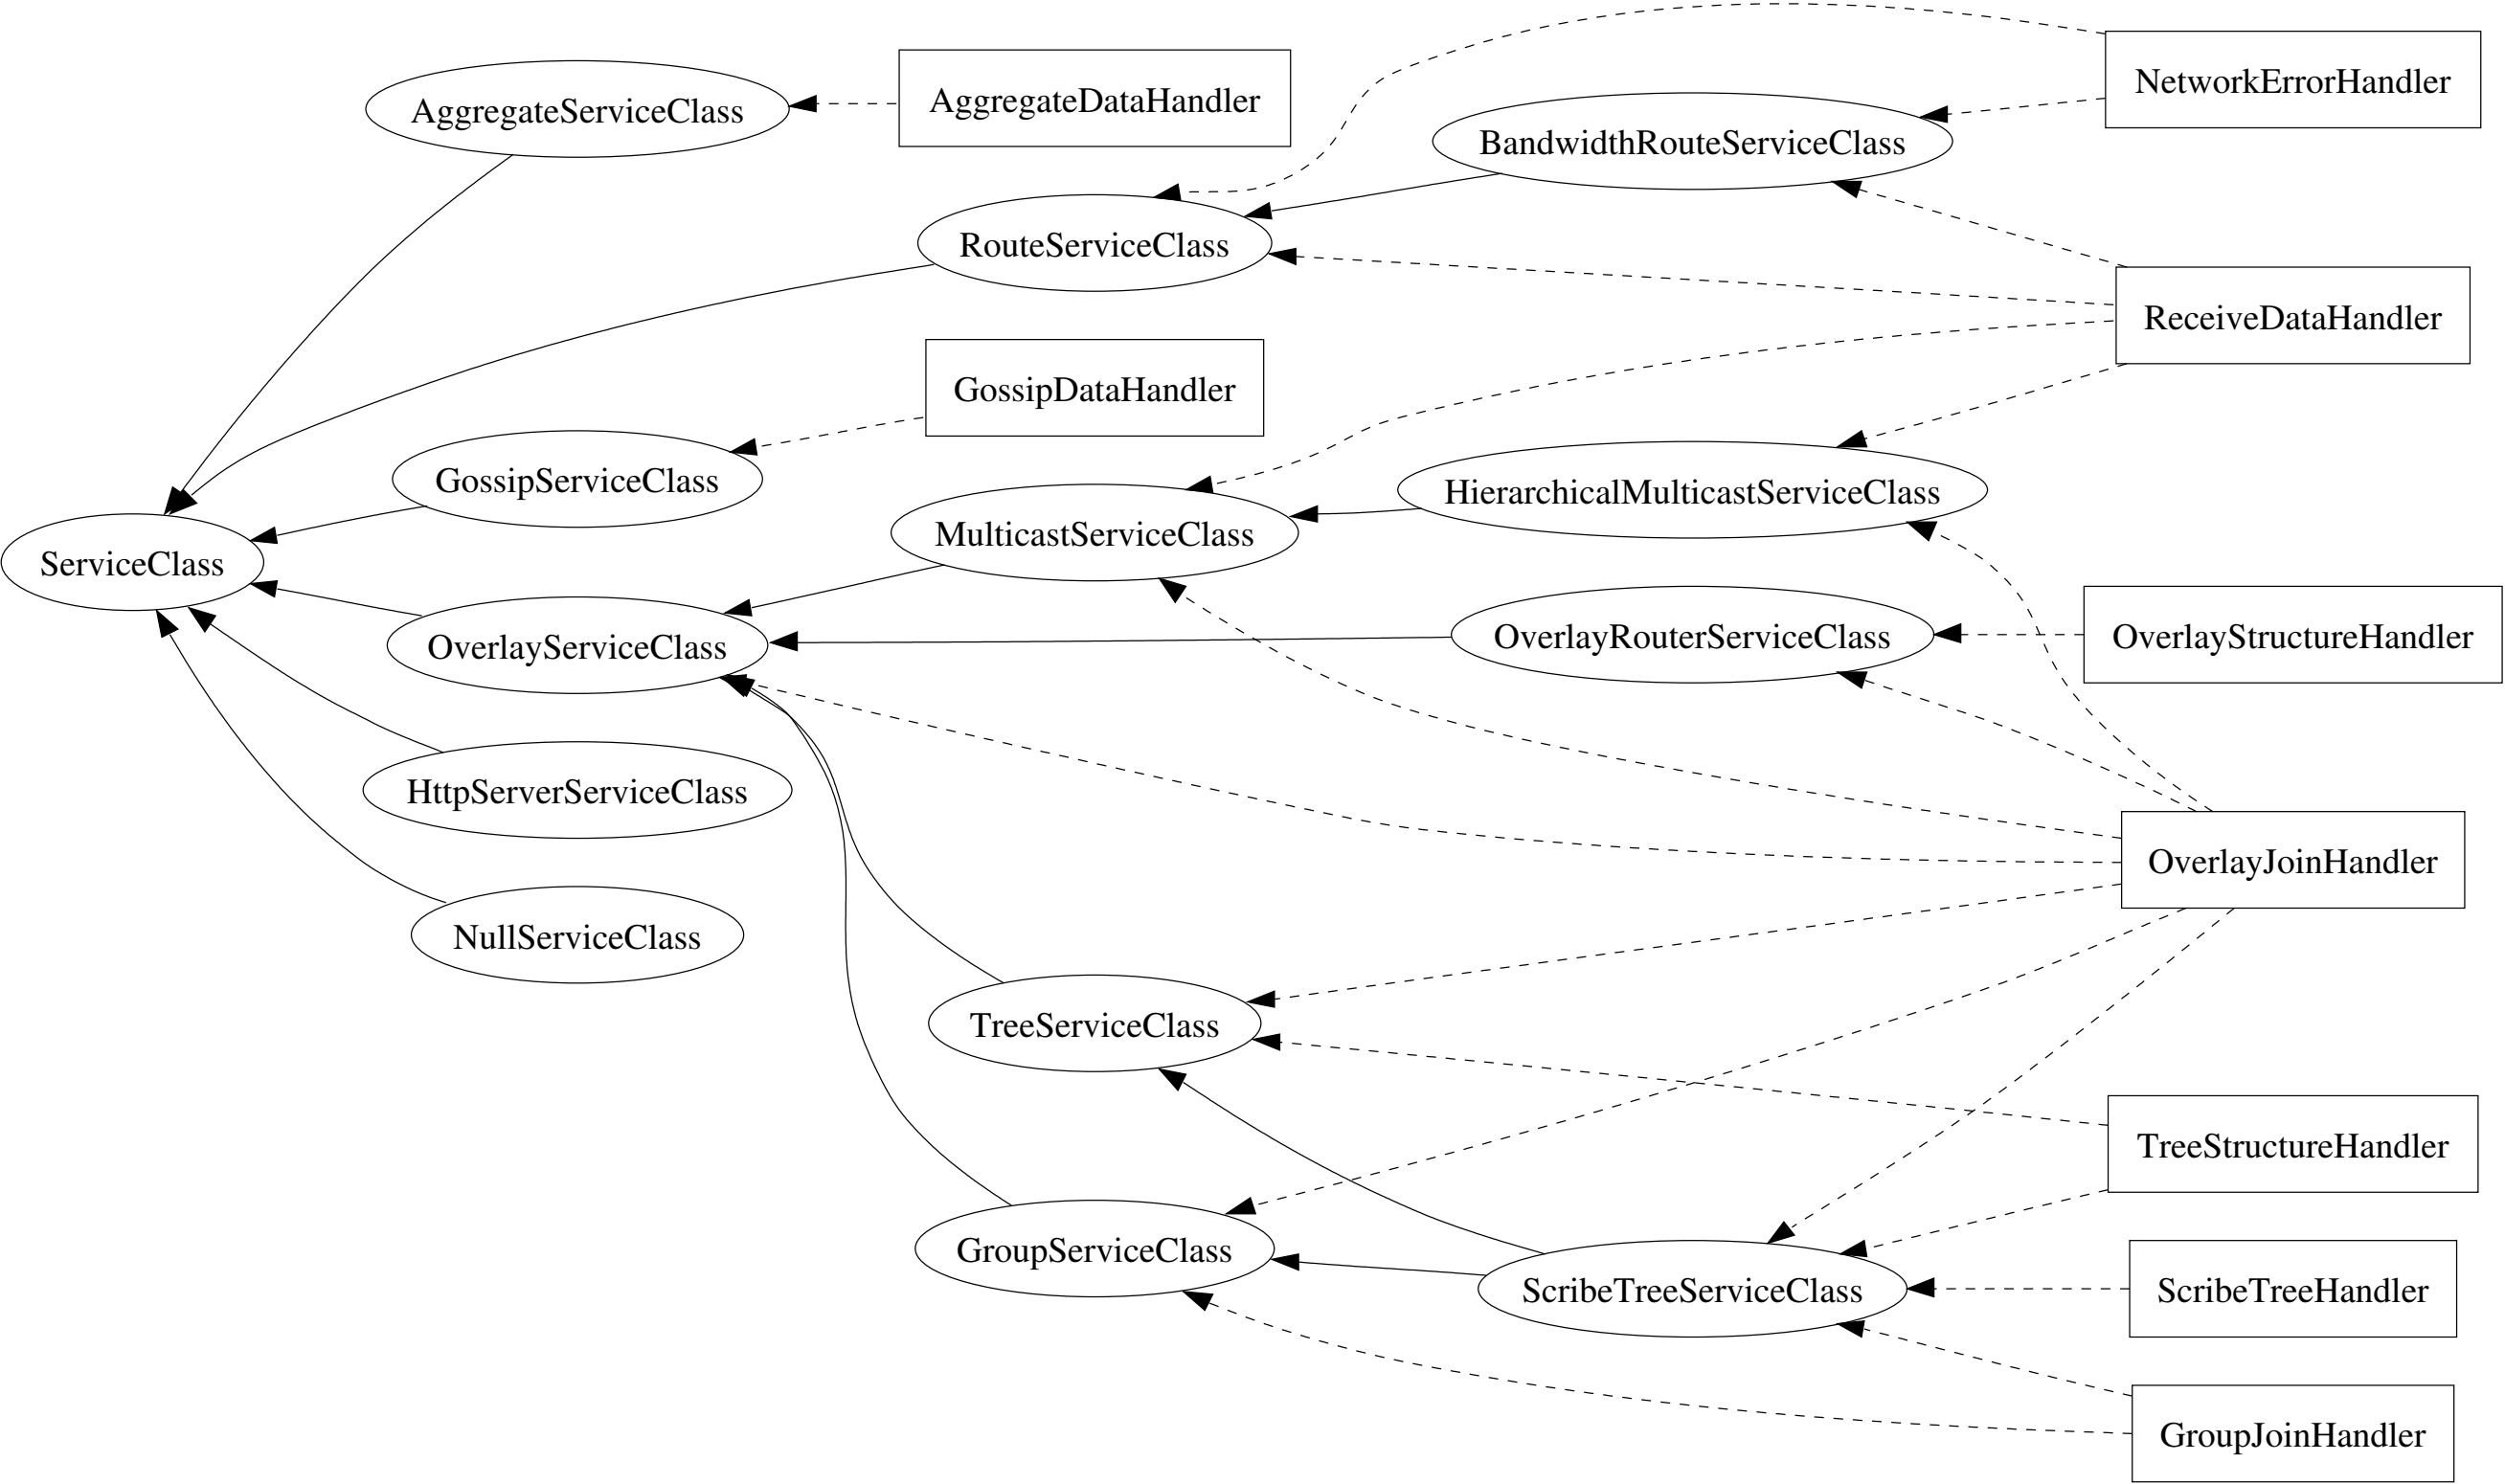 NetworkErrorHandler
AggregateDataHandler
AggregateServiceClass
BandwidthRouteServiceClass
RouteServiceClass
ReceiveDataHandler
GossipDataHandler
GossipServiceClass
HierarchicalMulticastServiceClass
MulticastServiceClass
ServiceClass
OverlayRouterServiceClass
OverlayStructureHandler
OverlayServiceClass
HttpServerServiceClass
OverlayJoinHandler
NullServiceClass
TreeServiceClass
TreeStructureHandler
GroupServiceClass
ScribeTreeServiceClass
ScribeTreeHandler
GroupJoinHandler